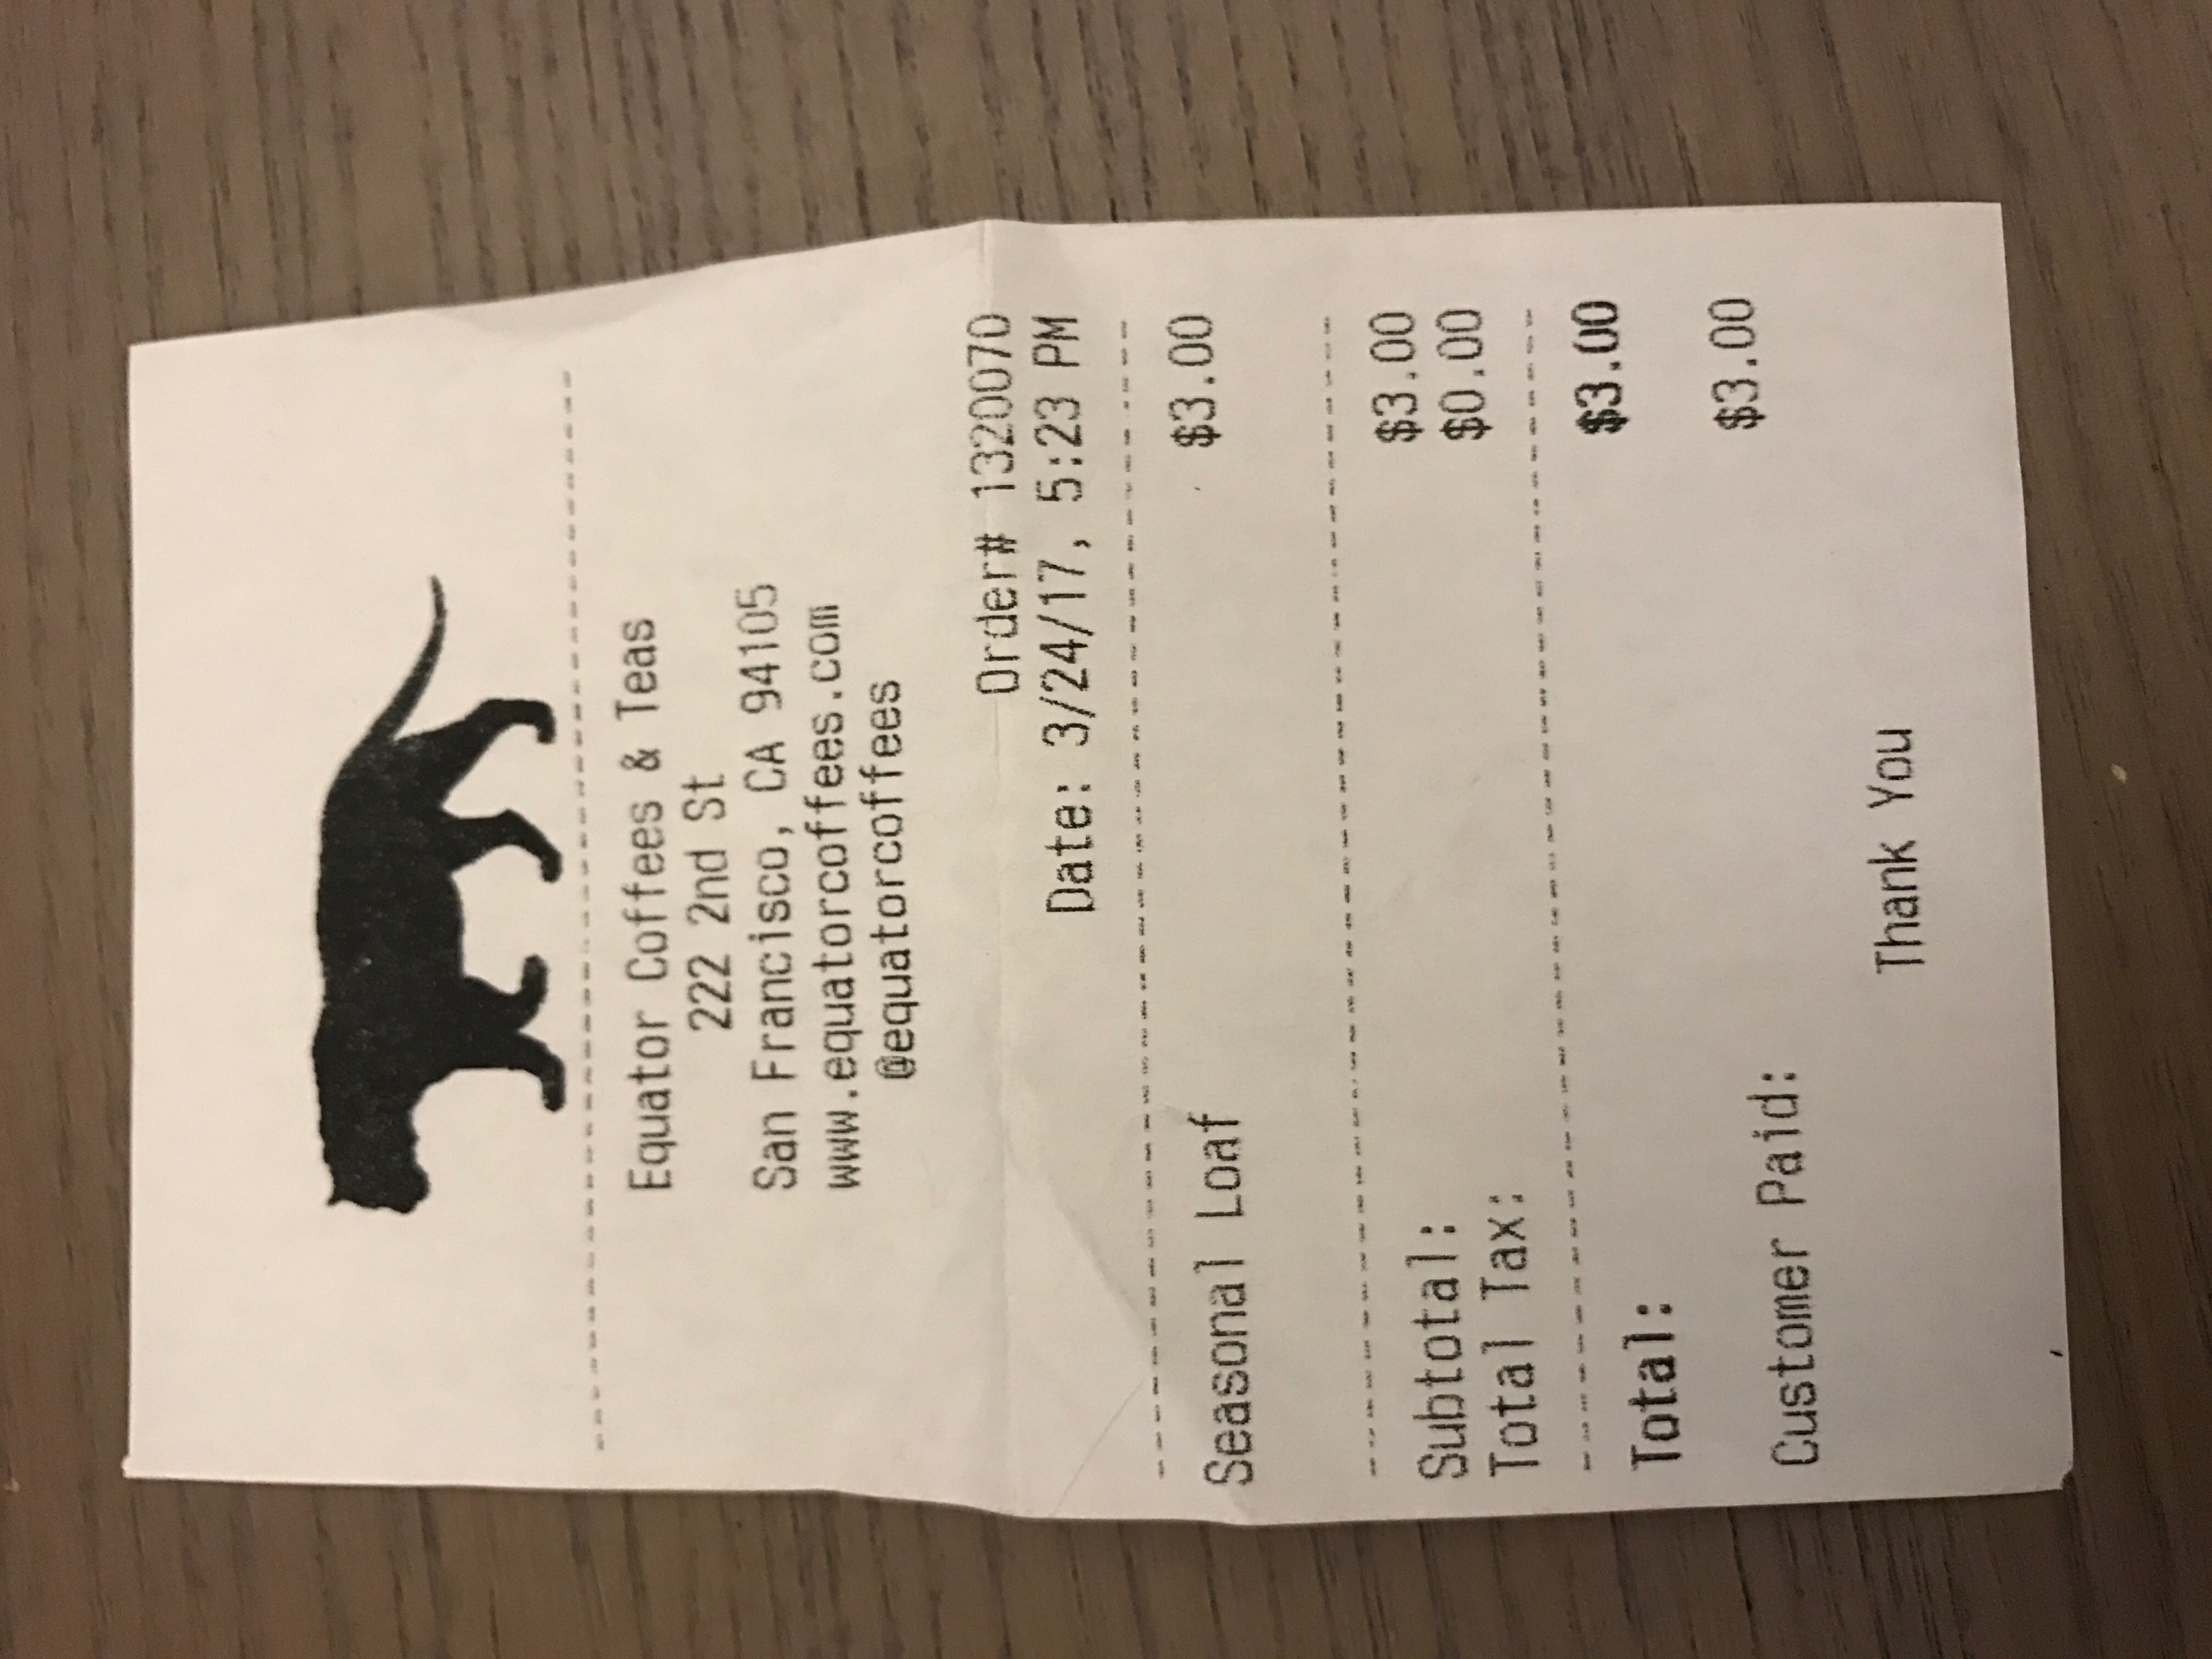 Equator Coffees & Teas
222 2nd St
San Francisco, CA 94105
www.equatorcoffees.com
@equatorcoffees
Order# 1320070
Date: 3/24/17, 5:23 PM
Seasonal Loaf $3.00
Subtotal: $3.00
Total Tax: $0.00
Total: $3.00
Customer Paid: $3.00
Thank You